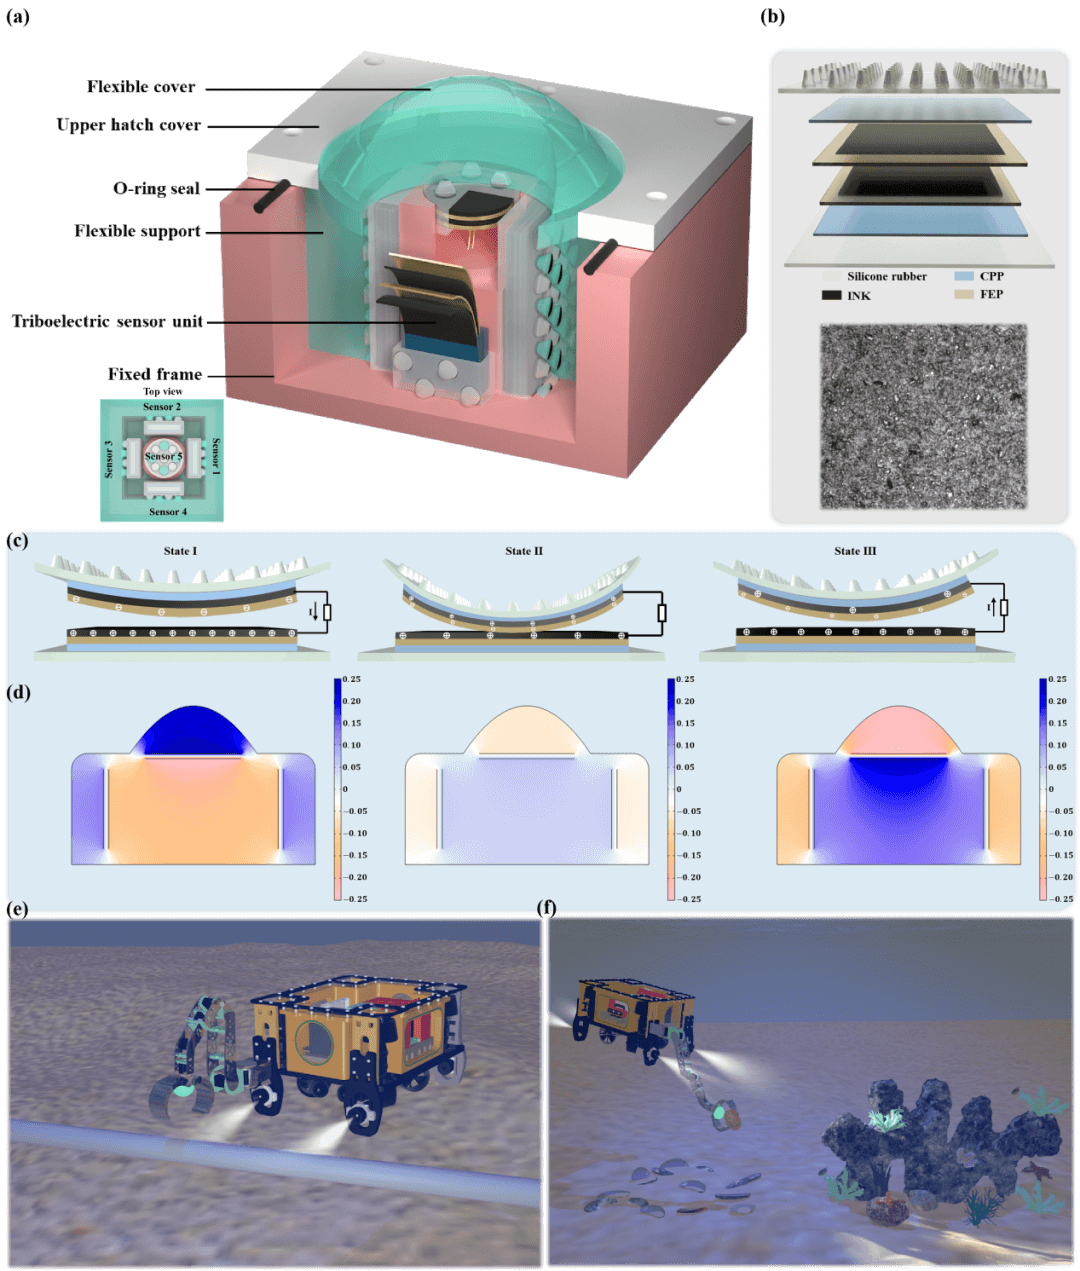 (a)
Flexible cover
Upper hatch cover
O-ring seal
Flexible support
Triboelectric sensor unit
Fixed frame
Top view
Sensor 2
Sensor 3
Sensor 5
Sensor 1
Sensor 4
(b)
Silicone rubber
CPP
INK
FEP
(c)
State I
State II
State III
I
I
(d)
0.25
0.20
0.15
0.10
0.05
0
−0.05
−0.10
−0.15
−0.20
−0.25
0.25
0.20
0.15
0.10
0.05
0
−0.05
−0.10
−0.15
−0.20
−0.25
0.25
0.20
0.15
0.10
0.05
0
−0.05
−0.10
−0.15
−0.20
−0.25
(e)
(f)